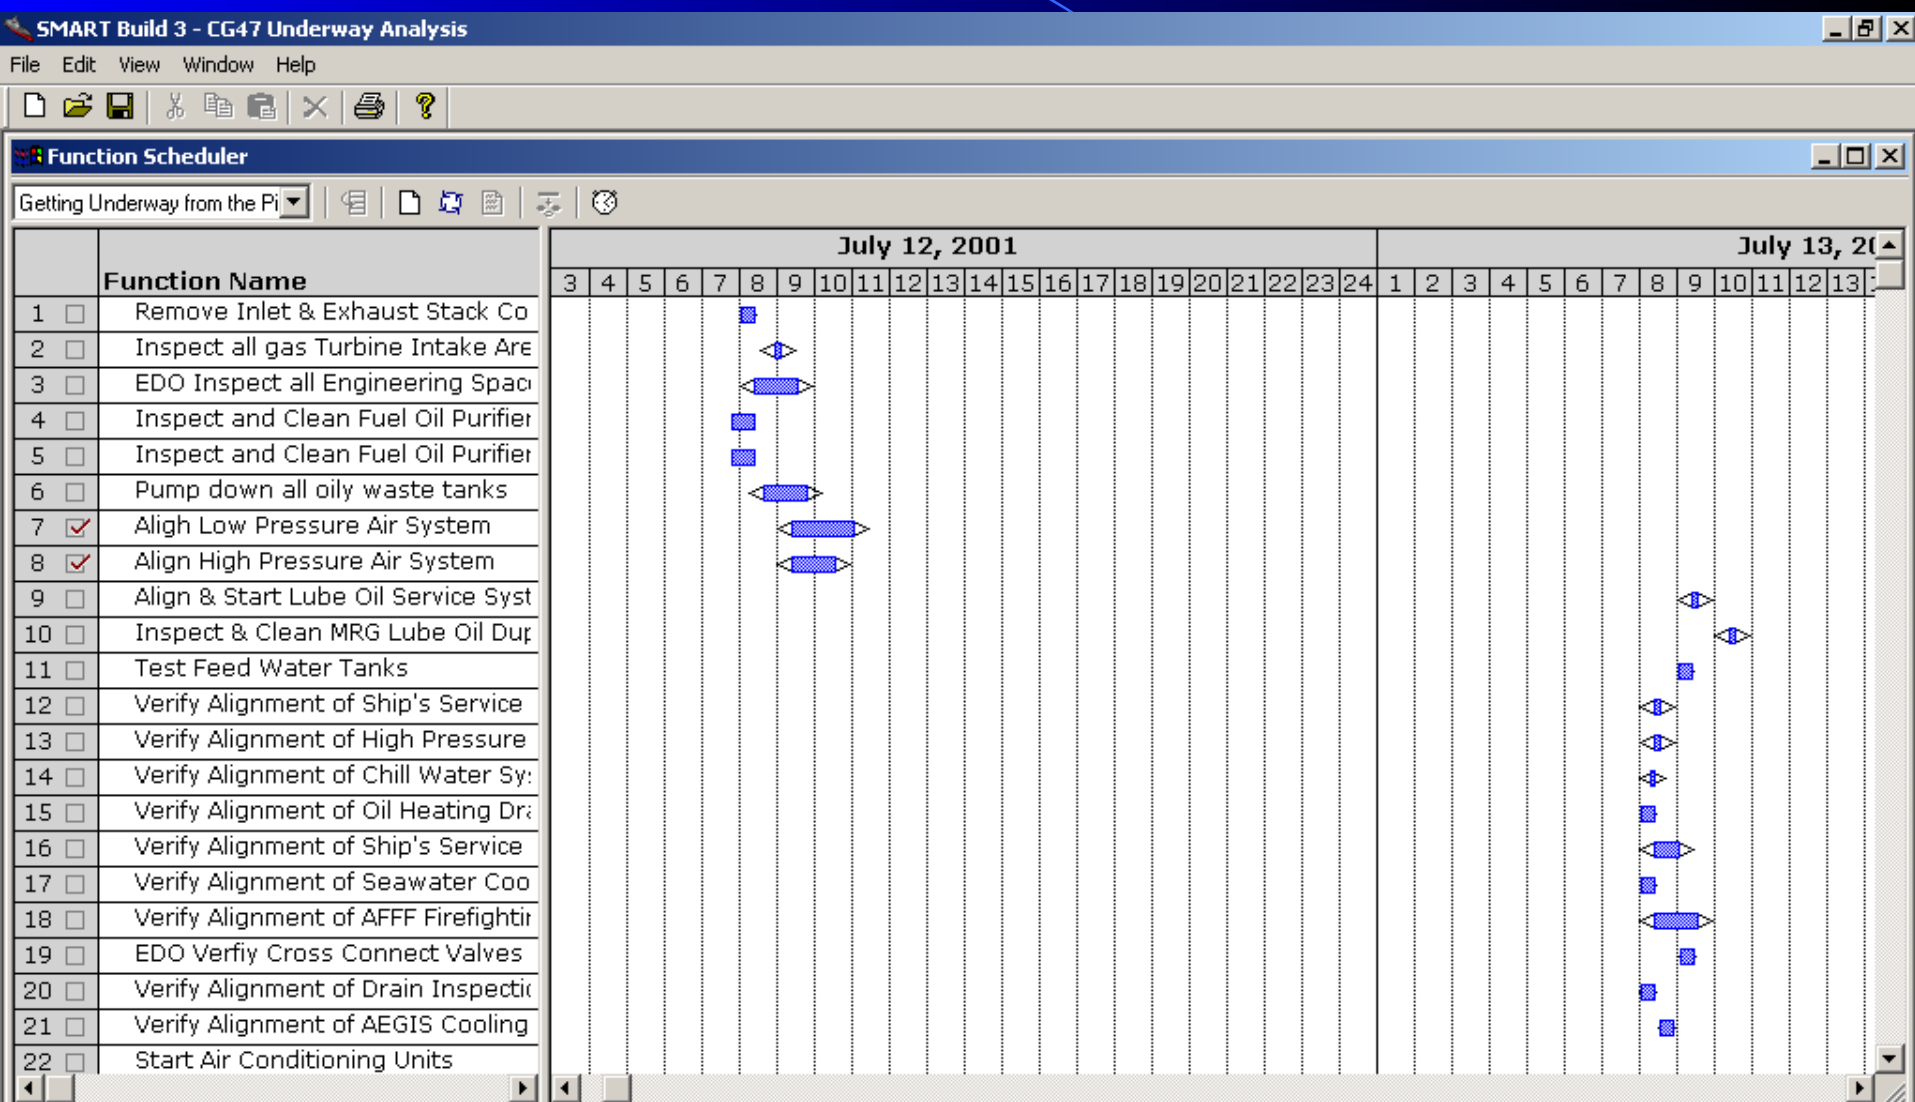 SMART Build 3 - CG47 Underway Analysis
File Edit View Window Help
Function Scheduler
Getting Underway from the Pi
July 12, 2001 July 13, 20
Function Name 3 4 5 6 7 8 9 10 11 12 13 14 15 16 17 18 19 20 21 22 23 24 1 2 3 4 5 6 7 8 9 10 11 12 13
1 Remove Inlet & Exhaust Stack Co
2 Inspect all gas Turbine Intake Are
3 EDO Inspect all Engineering Spac
4 Inspect and Clean Fuel Oil Purifier
5 Inspect and Clean Fuel Oil Purifier
6 Pump down all oily waste tanks
7 Aligh Low Pressure Air System
8 Align High Pressure Air System
9 Align & Start Lube Oil Service Syst
10 Inspect & Clean MRG Lube Oil Dup
11 Test Feed Water Tanks
12 Verify Alignment of Ship's Service
13 Verify Alignment of High Pressure
14 Verify Alignment of Chill Water Sy
15 Verify Alignment of Oil Heating Dra
16 Verify Alignment of Ship's Service
17 Verify Alignment of Seawater Coo
18 Verify Alignment of AFFF Firefightin
19 EDO Verfiy Cross Connect Valves
20 Verify Alignment of Drain Inspectio
21 Verify Alignment of AEGIS Cooling
22 Start Air Conditioning Units